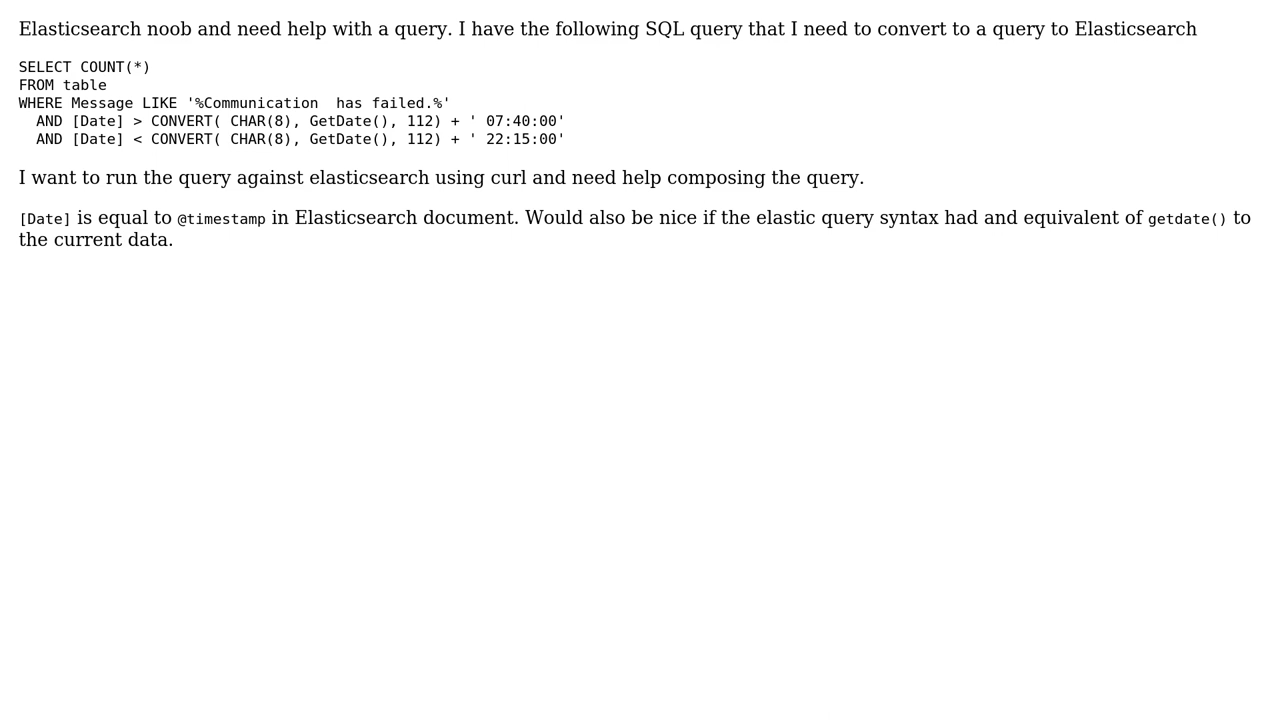 Elasticsearch noob and need help with a query. I have the following SQL query that I need to convert to a query to Elasticsearch
SELECT COUNT(*)
FROM table
WHERE Message LIKE '%Communication  has failed.%'
  AND [Date] > CONVERT( CHAR(8), GetDate(), 112) + ' 07:40:00'
  AND [Date] < CONVERT( CHAR(8), GetDate(), 112) + ' 22:15:00'
I want to run the query against elasticsearch using curl and need help composing the query.
[Date] is equal to @timestamp in Elasticsearch document. Would also be nice if the elastic query syntax had and equivalent of getdate() to
the current data.